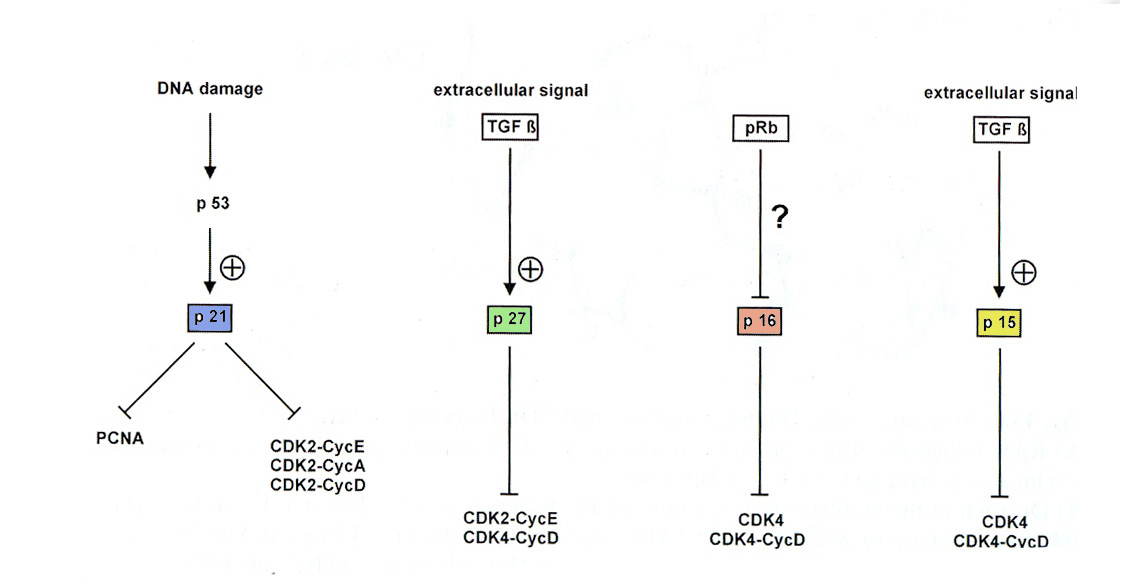 DNA damage
p 53
p 21
PCNA
CDK2-CycE
CDK2-CycA
CDK2-CycD
extracellular signal
TGF ß
p 27
CDK2-CycE
CDK4-CycD
pRb
?
p 16
CDK4
CDK4-CycD
extracellular signal
TGF ß
p 15
CDK4
CDK4-CycD